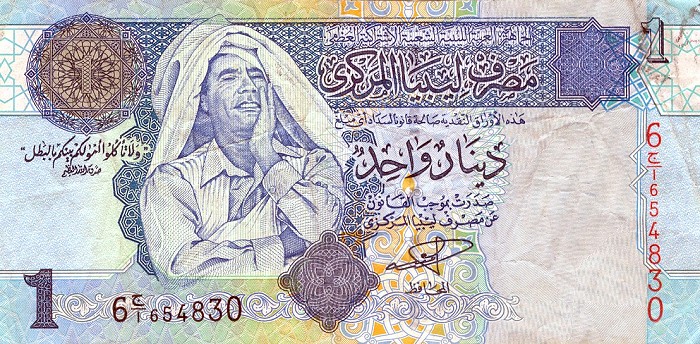 الجماهيرية العربية الليبية الشعبية الاشتراكية العظمى
مصرف ليبيا المركزي
1
هذه الأوراق النقدية صالحة قانونا للسداد أي مبلغ
"ولا تأكلوا أموالكم بينكم بالبطل"
صدق الله العظيم
دينار واحد
صدرت بموجب القانون
عن مصرف ليبيا المركزي
المحافظ
1
6 ج/1 654830
6 ج/1 654830